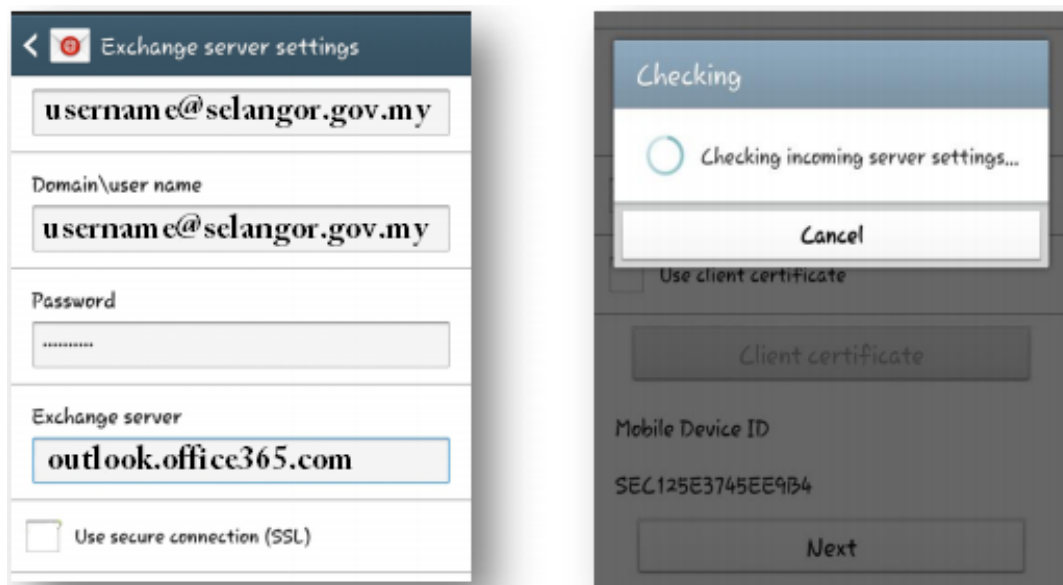 Exchange server settings
username@selangor.gov.my
Domain\user name
username@selangor.gov.my
Password
..........
Exchange server
outlook.office365.com
Use secure connection (SSL)
Checking
Checking incoming server settings...
Cancel
Use client certificate
Client certificate
Mobile Device ID
SEC125E3745EE9B4
Next